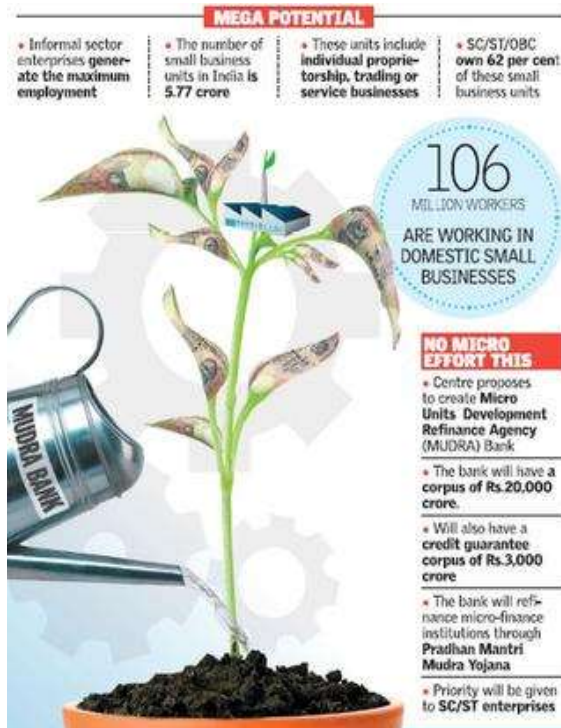 MEGA POTENTIAL
• Informal sector
enterprises gener-
ate the maximum
employment
• The number of
small business
units in India is
5.77 crore
• These units include
individual proprie-
torship, trading or
service businesses
• SC/ST/OBC
own 62 per cent
of these small
business units
106
MILLION WORKERS
ARE WORKING IN
DOMESTIC SMALL
BUSINESSES
MUDRA BANK
NO MICRO
EFFORT THIS
• Centre proposes
to create Micro
Units Development
Refinance Agency
(MUDRA) Bank
• The bank will have a
corpus of Rs.20,000
crore.
• Will also have a
credit guarantee
corpus of Rs.3,000
crore
• The bank will refi-
nance micro-finance
institutions through
Pradhan Mantri
Mudra Yojana
• Priority will be given
to SC/ST enterprises